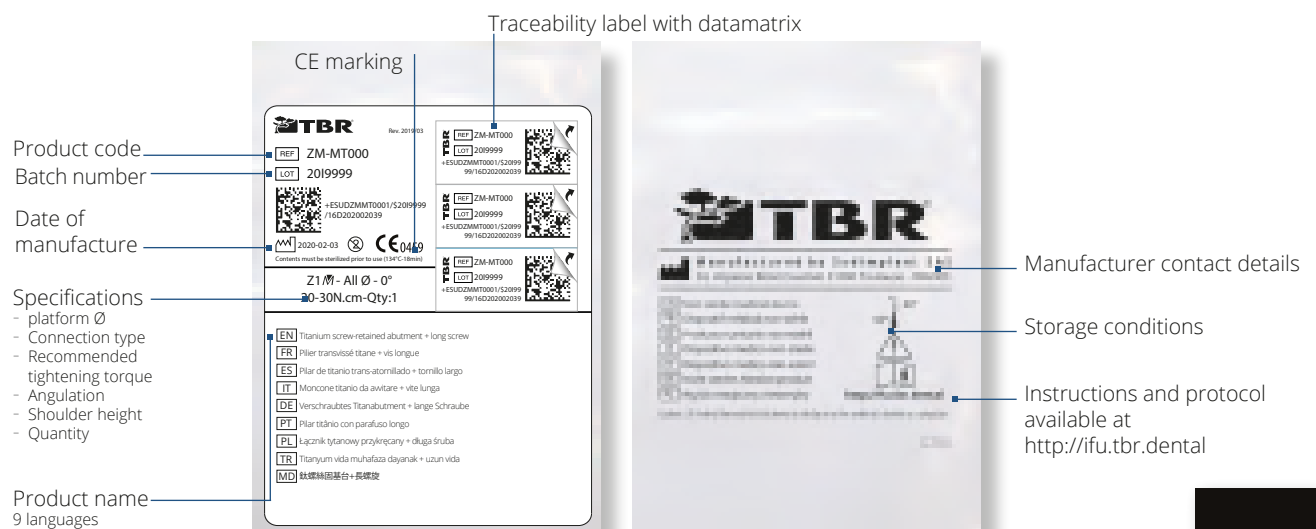 Traceability label with datamatrix
CE marking
Product code
Batch number
Date of
manufacture
Specifications
- platform Ø
- Connection type
- Recommended
tightening torque
- Angulation
- Shoulder height
- Quantity
Product name
9 languages
TBR
Rev. 2019/03
REF ZM-MT000
LOT 20I9999
+ESUDZMMT0001/$20I9999
/16D202002039
2020-02-03
CE 0459
Contents must be sterilized prior to use (134°C-18min)
Z1/ - All Ø - 0°
20-30N.cm-Qty:1
TBR
REF ZM-MT000
LOT 20I9999
+ESUDZMMT0001/$20I99
99/16D202002039
TBR
REF ZM-MT000
LOT 20I9999
+ESUDZMMT0001/$20I99
99/16D202002039
TBR
REF ZM-MT000
LOT 20I9999
+ESUDZMMT0001/$20I99
99/16D202002039
EN Titanium screw-retained abutment + long screw
FR Pilier transvissé titane + vis longue
ES Pilar de titanio trans-atornillado + tornillo largo
IT Moncone titanio da avvitare + vite lunga
DE Verschraubtes Titanabutment + lange Schraube
PT Pilar titânio con parafuso longo
PL Łącznik tytanowy przykręcany + długa śruba
TR Titanyum vida muhafaza dayanak + uzun vida
MD 鈦螺絲固基台+長螺旋
TBR
Manufactured by Sudimplant
http://ifu.tbr.dental
Manufacturer contact details
Storage conditions
Instructions and protocol
available at
http://ifu.tbr.dental